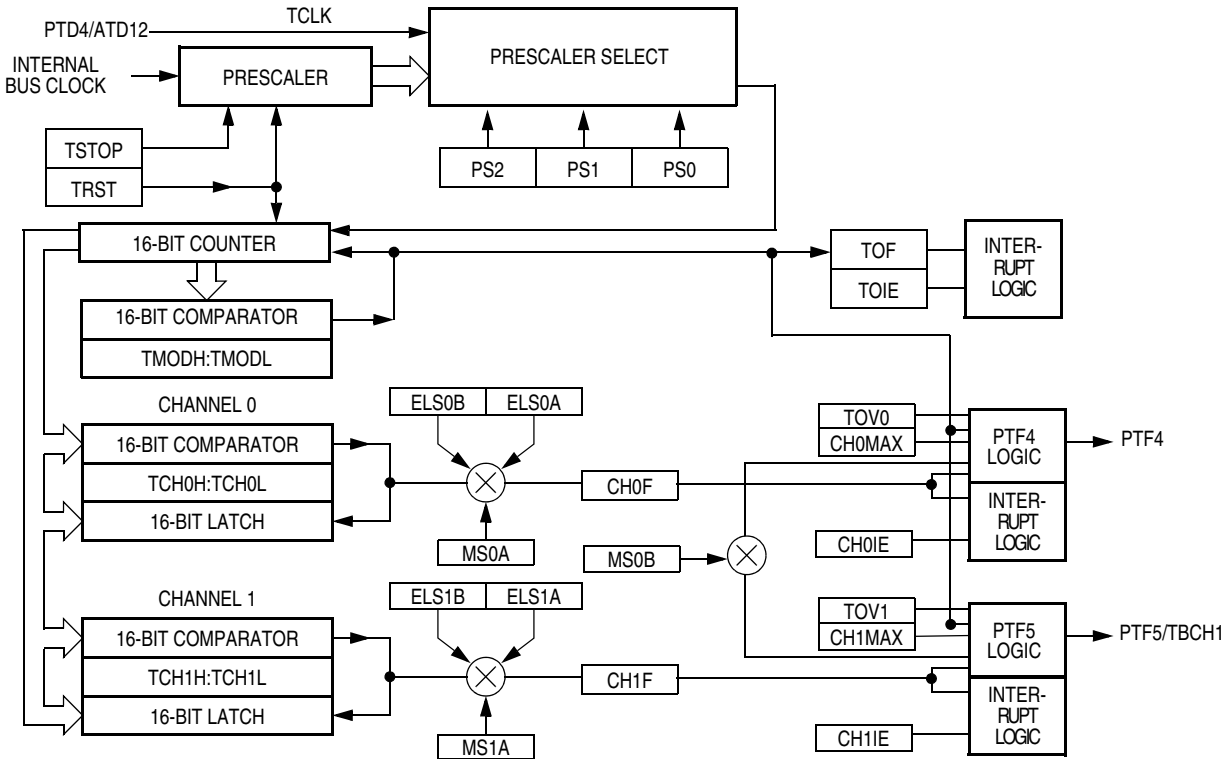 TCLK
PTD4/ATD12
PRESCALER SELECT
INTERNAL
BUS CLOCK
PRESCALER
TSTOP
TRST
PS2 PS1 PS0
16-BIT COUNTER
TOF
TOIE
INTER-
RUPT
LOGIC
16-BIT COMPARATOR
TMODH:TMODL
CHANNEL 0
ELS0B ELS0A
16-BIT COMPARATOR
TCH0H:TCH0L
16-BIT LATCH
MS0A
CH0F
MS0B
TOV0
CH0MAX
PTF4
LOGIC
PTF4
INTER-
RUPT
LOGIC
CH0IE
CHANNEL 1
ELS1B ELS1A
16-BIT COMPARATOR
TCH1H:TCH1L
16-BIT LATCH
MS1A
CH1F
TOV1
CH1MAX
PTF5
LOGIC
PTF5/TBCH1
INTER-
RUPT
LOGIC
CH1IE